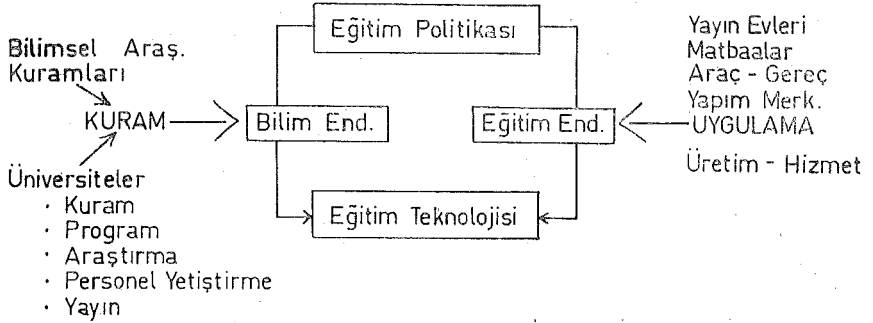 Bilimsel Araş.
Kuramları
KURAM
Üniversiteler
· Kuram
· Program
· Araştırma
· Personel Yetiştirme
· Yayın
Eğitim Politikası
Bilim End.
Eğitim End.
Eğitim Teknolojisi
Yayın Evleri
Matbaalar
Araç - Gereç
Yapım Merk.
UYGULAMA
Üretim - Hizmet